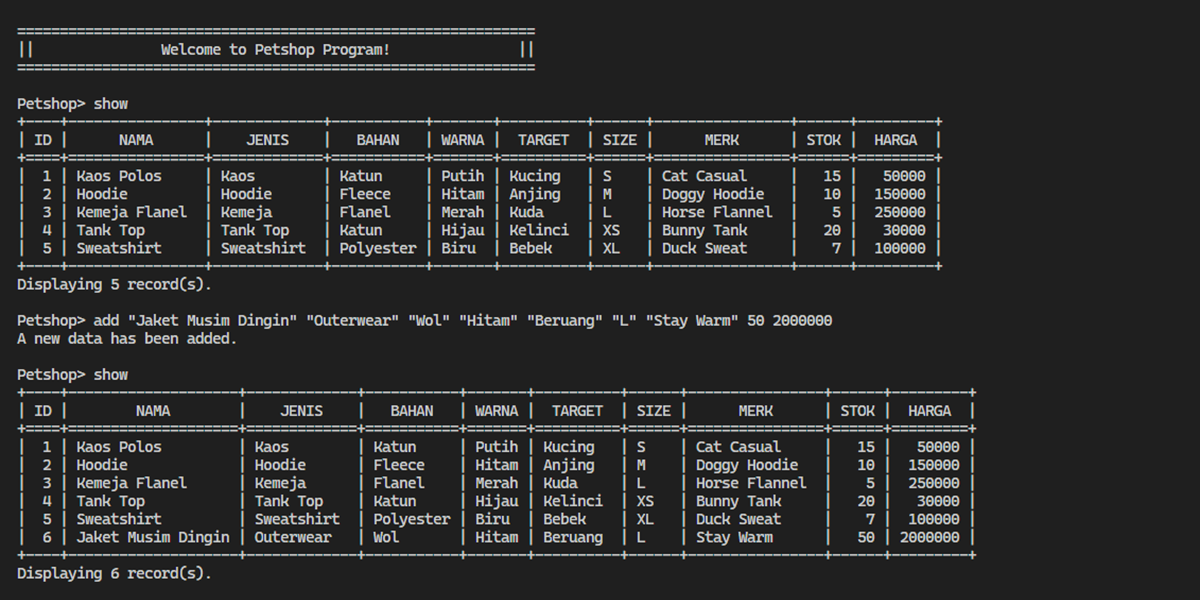 ============================================================
||               Welcome to Petshop Program!               ||
============================================================
Petshop> show
+----+----------------+-------------+-----------+-------+----------+------+----------------+------+---------+
| ID |      NAMA      |    JENIS    |   BAHAN   | WARNA |  TARGET  | SIZE |      MERK      | STOK |  HARGA  |
+====+================+=============+===========+=======+==========+======+================+======+=========+
|  1 | Kaos Polos     | Kaos        | Katun     | Putih | Kucing   | S    | Cat Casual     |   15 |   50000 |
|  2 | Hoodie         | Hoodie      | Fleece    | Hitam | Anjing   | M    | Doggy Hoodie   |   10 |  150000 |
|  3 | Kemeja Flanel  | Kemeja      | Flanel    | Merah | Kuda     | L    | Horse Flannel  |    5 |  250000 |
|  4 | Tank Top       | Tank Top    | Katun     | Hijau | Kelinci  | XS   | Bunny Tank     |   20 |   30000 |
|  5 | Sweatshirt     | Sweatshirt  | Polyester | Biru  | Bebek    | XL   | Duck Sweat     |    7 |  100000 |
+----+----------------+-------------+-----------+-------+----------+------+----------------+------+---------+
Displaying 5 record(s).
Petshop> add "Jaket Musim Dingin" "Outerwear" "Wol" "Hitam" "Beruang" "L" "Stay Warm" 50 2000000
A new data has been added.
Petshop> show
+----+--------------------+-------------+-----------+-------+----------+------+----------------+------+---------+
| ID |        NAMA        |    JENIS    |   BAHAN   | WARNA |  TARGET  | SIZE |      MERK      | STOK |  HARGA  |
+====+====================+=============+===========+=======+==========+======+================+======+=========+
|  1 | Kaos Polos         | Kaos        | Katun     | Putih | Kucing   | S    | Cat Casual     |   15 |   50000 |
|  2 | Hoodie             | Hoodie      | Fleece    | Hitam | Anjing   | M    | Doggy Hoodie   |   10 |  150000 |
|  3 | Kemeja Flanel      | Kemeja      | Flanel    | Merah | Kuda     | L    | Horse Flannel  |    5 |  250000 |
|  4 | Tank Top           | Tank Top    | Katun     | Hijau | Kelinci  | XS   | Bunny Tank     |   20 |   30000 |
|  5 | Sweatshirt         | Sweatshirt  | Polyester | Biru  | Bebek    | XL   | Duck Sweat     |    7 |  100000 |
|  6 | Jaket Musim Dingin | Outerwear   | Wol       | Hitam | Beruang  | L    | Stay Warm      |   50 | 2000000 |
+----+--------------------+-------------+-----------+-------+----------+------+----------------+------+---------+
Displaying 6 record(s).